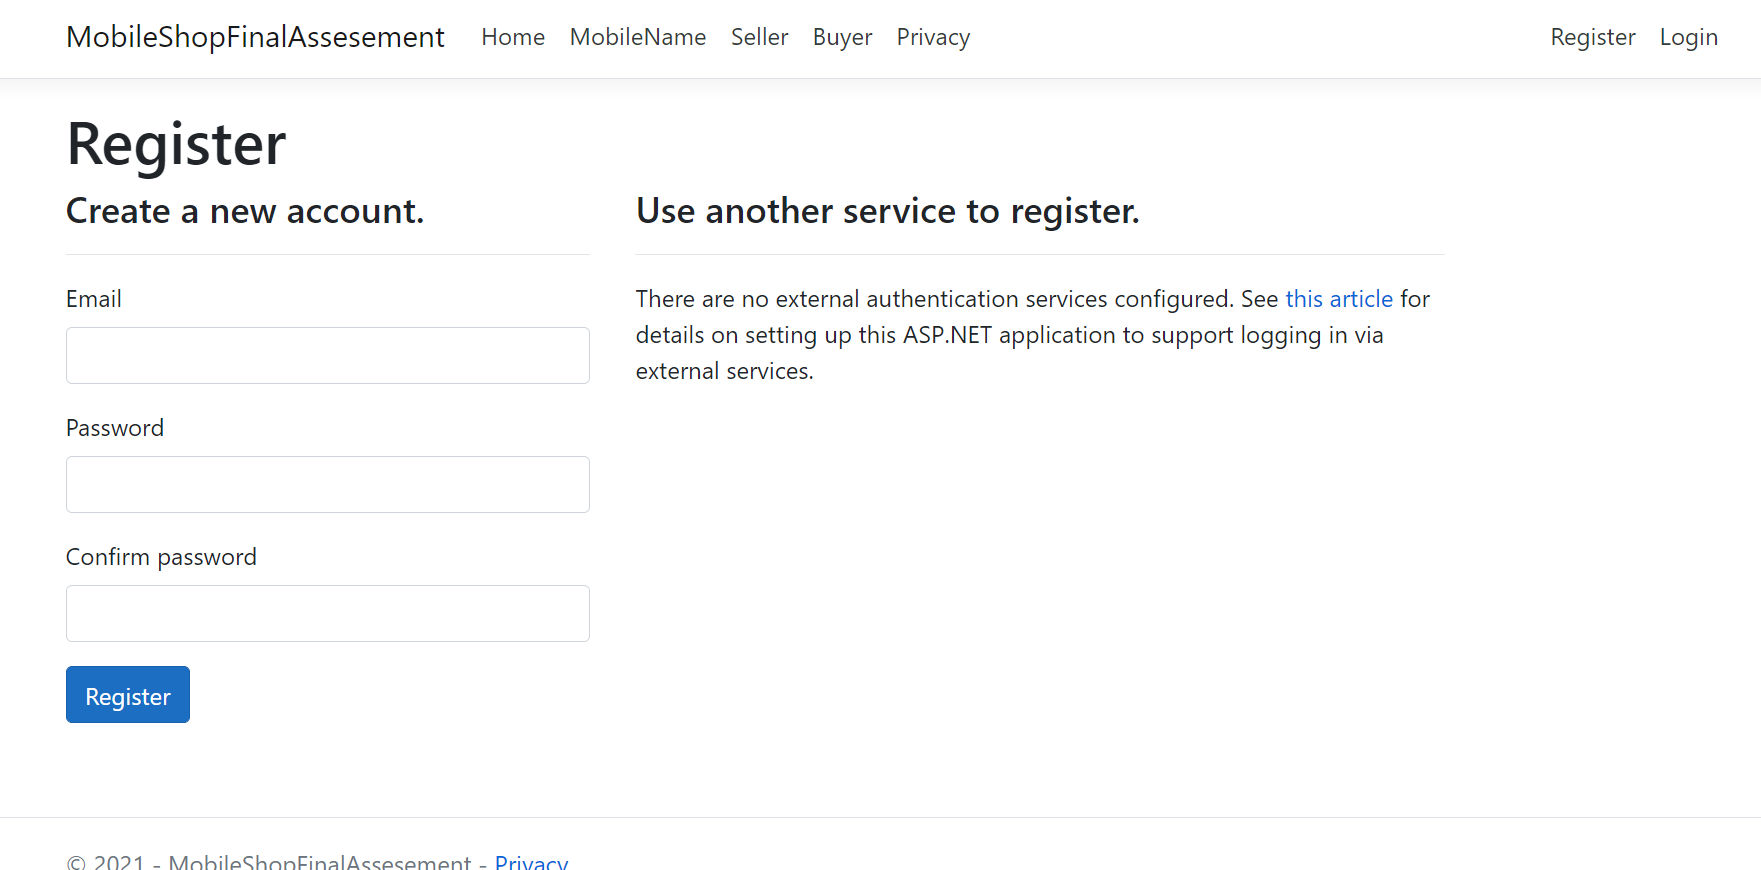 MobileShopFinalAssesement Home MobileName Seller Buyer Privacy Register Login
Register
Create a new account.
Email
Password
Confirm password
Register
Use another service to register.
There are no external authentication services configured. See this article for
details on setting up this ASP.NET application to support logging in via
external services.
© 2021 - MobileShopFinalAssesement - Privacy